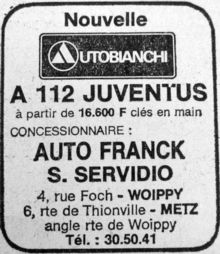 Nouvelle
AUTOBIANCHI
A 112 JUVENTUS
à partir de 16.600 F clés en main
CONCESSIONNAIRE :
AUTO FRANCK
S. SERVIDIO
4, rue Foch - WOIPPY
6, rte de Thionville - METZ
angle rte de Woippy
Tél. : 30.50.41